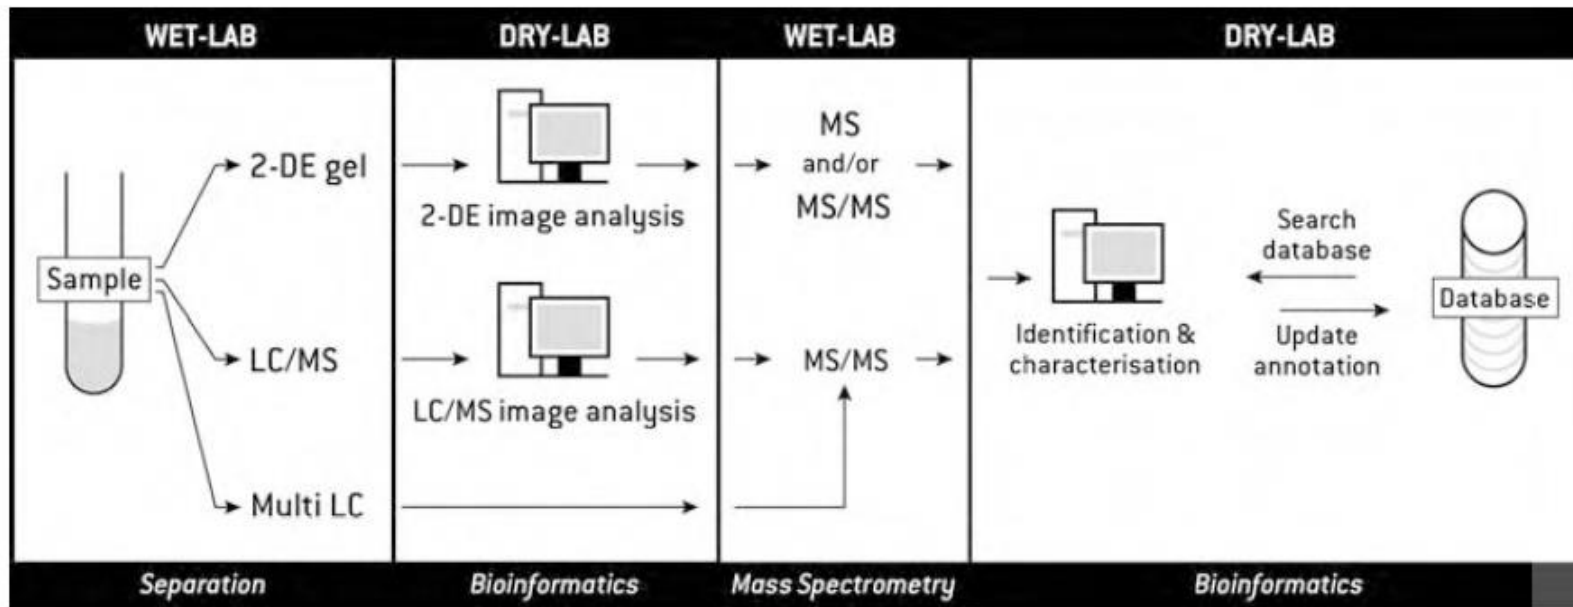 WET-LAB
DRY-LAB
WET-LAB
DRY-LAB
Sample
2-DE gel
LC/MS
Multi LC
2-DE image analysis
LC/MS image analysis
MS
and/or
MS/MS
MS/MS
Identification &
characterisation
Search
database
Update
annotation
Database
Separation
Bioinformatics
Mass Spectrometry
Bioinformatics